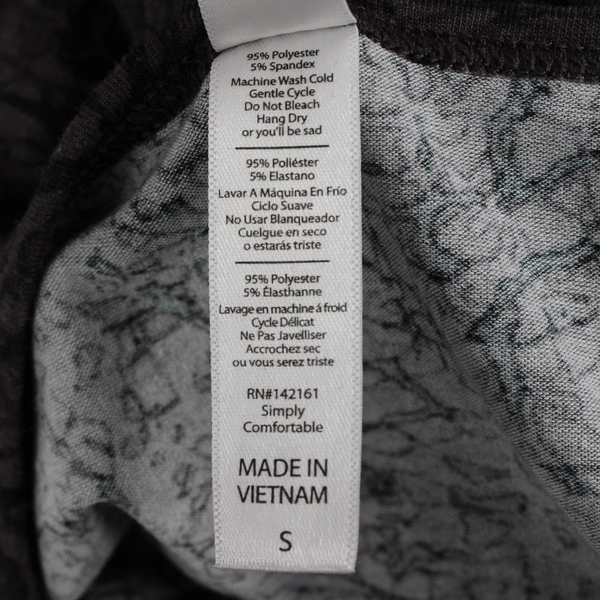 95% Polyester
5% Spandex
Machine Wash Cold
Gentle Cycle
Do Not Bleach
Hang Dry
or you'll be sad
95% Poliéster
5% Elastano
Lavar A Máquina En Frío
Ciclo Suave
No Usar Blanqueador
Cuelgue en seco
o estarás triste
95% Polyester
5% Élasthanne
Lavage en machine á froid
Cycle Délicat
Ne Pas Javelliser
Accrochez sec
ou vous serez triste
RN#142161
Simply
Comfortable
MADE IN
VIETNAM
S